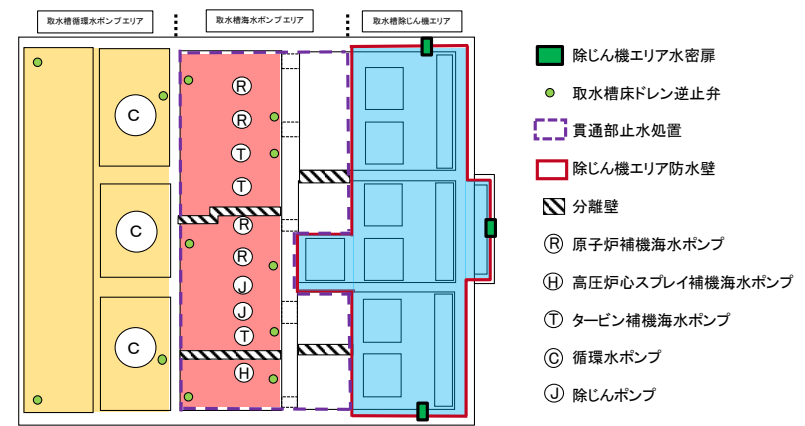 取水槽循環水ポンプエリア
取水槽海水ポンプエリア
取水槽除じん機エリア
C
C
C
R
R
T
T
R
R
J
J
T
H
除じん機エリア水密扉
取水槽床ドレン逆止弁
貫通部止水処置
除じん機エリア防水壁
分離壁
R 原子炉補機海水ポンプ
H 高圧炉心スプレイ補機海水ポンプ
T タービン補機海水ポンプ
C 循環水ポンプ
J 除じんポンプ